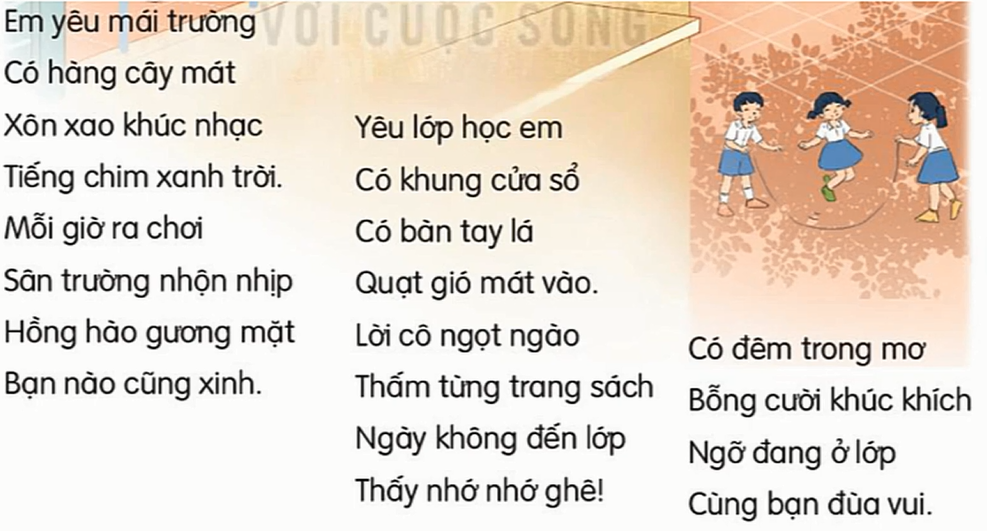 VỚI CUỘC SỐNG
Em yêu mái trường
Có hàng cây mát
Xôn xao khúc nhạc
Tiếng chim xanh trời.
Mỗi giờ ra chơi
Sân trường nhộn nhịp
Hồng hào gương mặt
Bạn nào cũng xinh.
Yêu lớp học em
Có khung cửa sổ
Có bàn tay lá
Quạt gió mát vào.
Lời cô ngọt ngào
Thấm từng trang sách
Ngày không đến lớp
Thấy nhớ nhớ ghê!
Có đêm trong mơ
Bỗng cười khúc khích
Ngỡ đang ở lớp
Cùng bạn đùa vui.